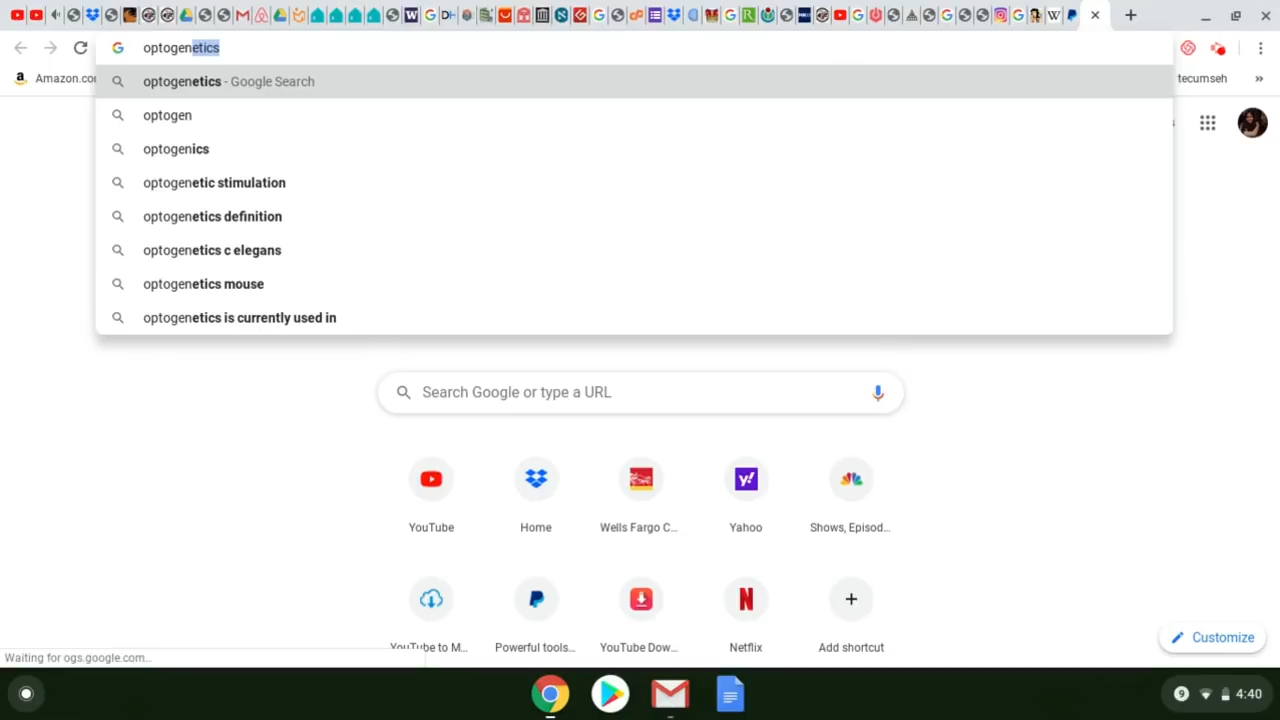 optogenetics
Amazon.co
tecumseh
»
optogenetics - Google Search
optogen
optogenics
optogenetic stimulation
optogenetics definition
optogenetics c elegans
optogenetics mouse
optogenetics is currently used in
Search Google or type a URL
YouTube
Home
Wells Fargo C...
Yahoo
Shows, Episod...
YouTube to M...
Powerful tools...
YouTube Dow...
Netflix
Add shortcut
Customize
Waiting for ogs.google.com...
9
4:40